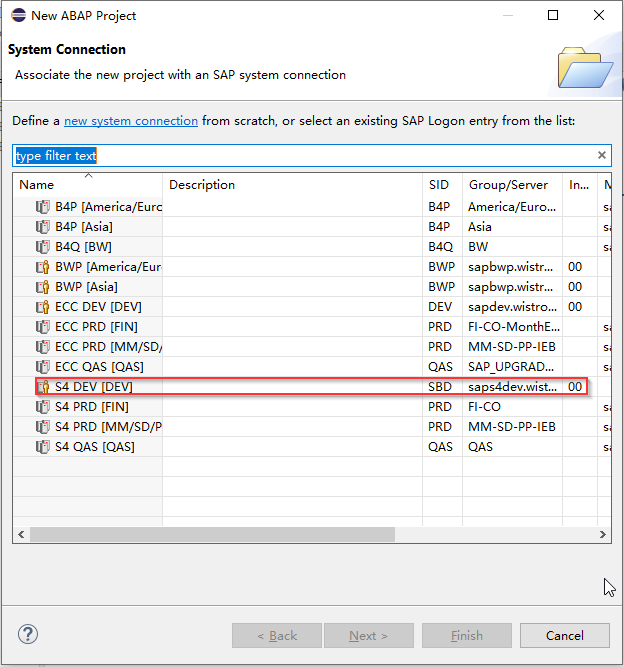 New ABAP Project
System Connection
Associate the new project with an SAP system connection
Define a new system connection from scratch, or select an existing SAP Logon entry from the list:
type filter text
Name Description SID Group/Server In... M
B4P [America/Euro B4P America/Euro... sa
B4P [Asia] B4P Asia sa
B4Q [BW] B4Q BW sa
BWP [America/Eur BWP sapbwp.wistr... 00
BWP [Asia] BWP sapbwp.wistr... 00
ECC DEV [DEV] DEV sapdev.wistro... 00
ECC PRD [FIN] PRD FI-CO-MonthE... sa
ECC PRD [MM/SD/ PRD MM-SD-PP-IEB sa
ECC QAS [QAS] QAS SAP_UPGRAD... sa
S4 DEV [DEV] SBD saps4dev.wist... 00
S4 PRD [FIN] PRD FI-CO sa
S4 PRD [MM/SD/P PRD MM-SD-PP-IEB sa
S4 QAS [QAS] QAS QAS sa
?
< Back Next > Finish Cancel